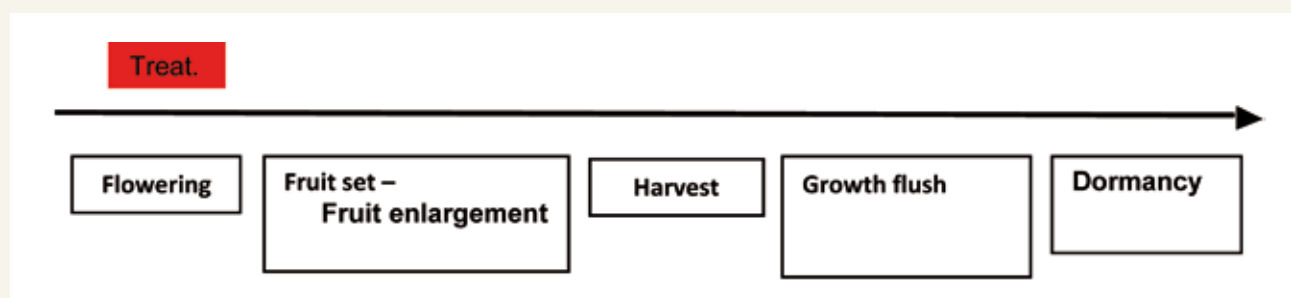 Treat.
Flowering
Fruit set –
Fruit enlargement
Harvest
Growth flush
Dormancy